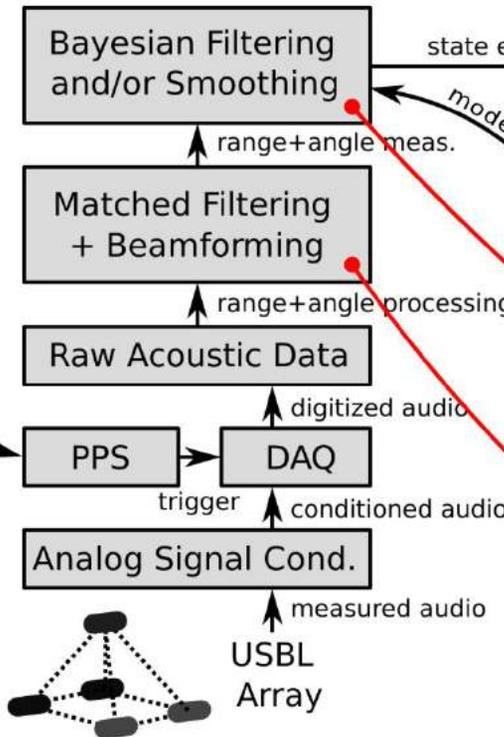 Bayesian Filtering
and/or Smoothing
state e
mode
range+angle meas.
Matched Filtering
+ Beamforming
range+angle processing
Raw Acoustic Data
digitized audio
PPS
DAQ
trigger
conditioned audio
Analog Signal Cond.
measured audio
USBL
Array